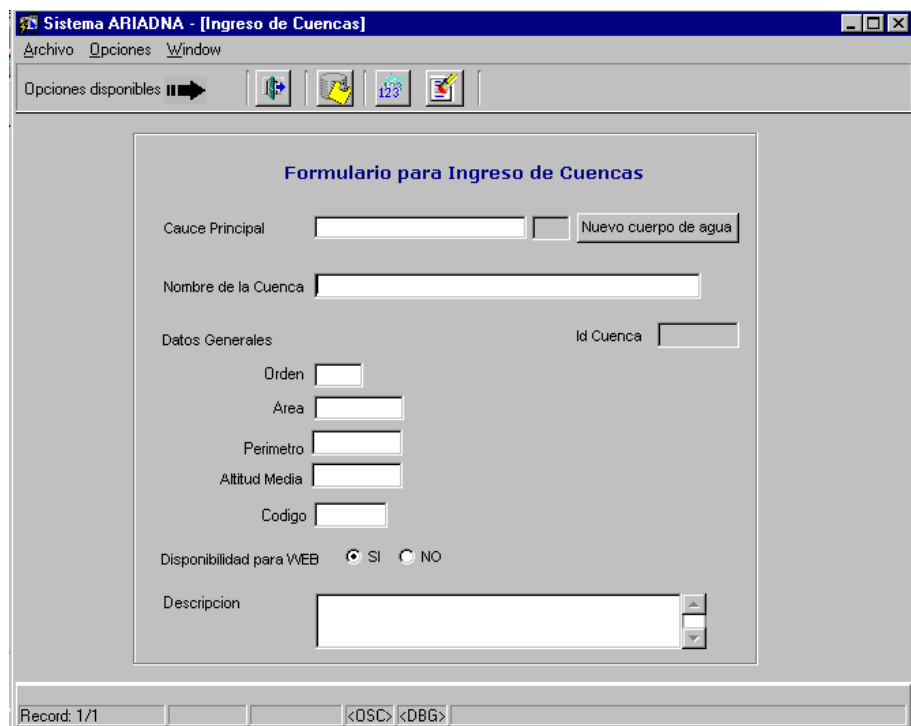 Sistema ARIADNA - [Ingreso de Cuencas]
Archivo Opciones Window
Opciones disponibles
123
Formulario para Ingreso de Cuencas
Cauce Principal
Nuevo cuerpo de agua
Nombre de la Cuenca
Datos Generales
Id Cuenca
Orden
Area
Perimetro
Altitud Media
Codigo
Disponibilidad para WEB SI NO
Descripcion
Record: 1/1 <OSC> <DBG>